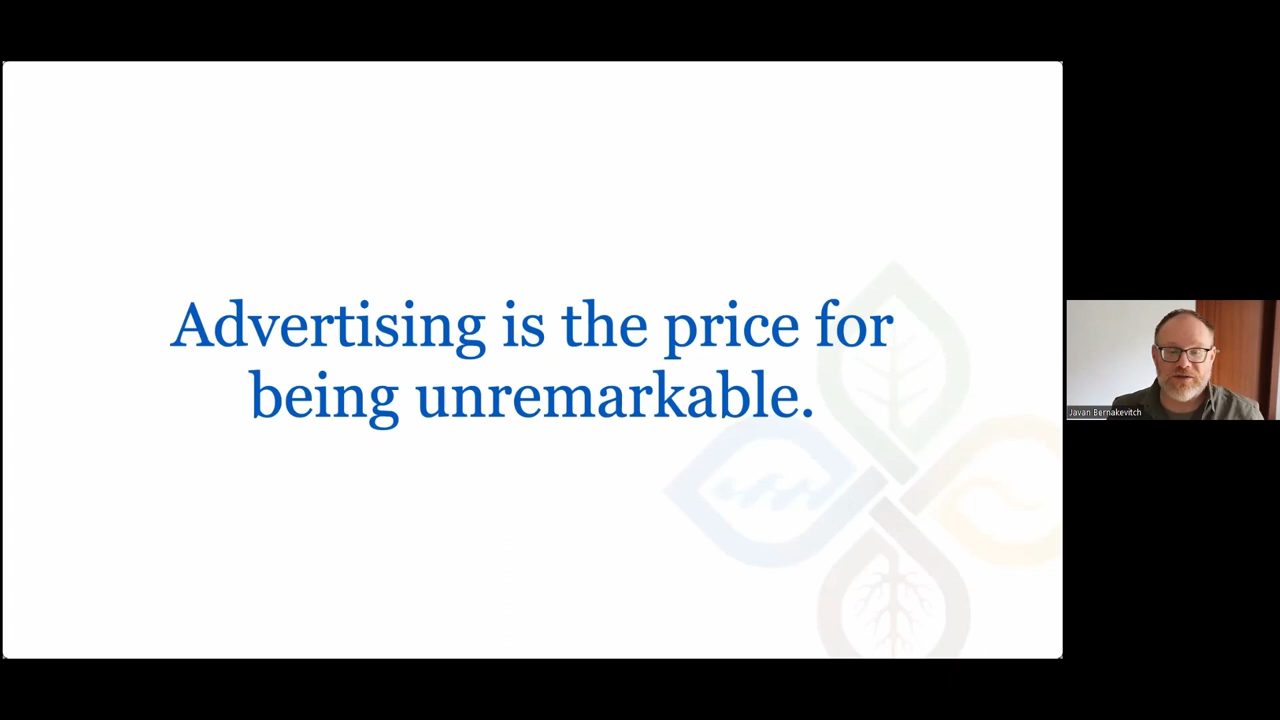 Advertising is the price for
being unremarkable.
Javan Bernakevitch